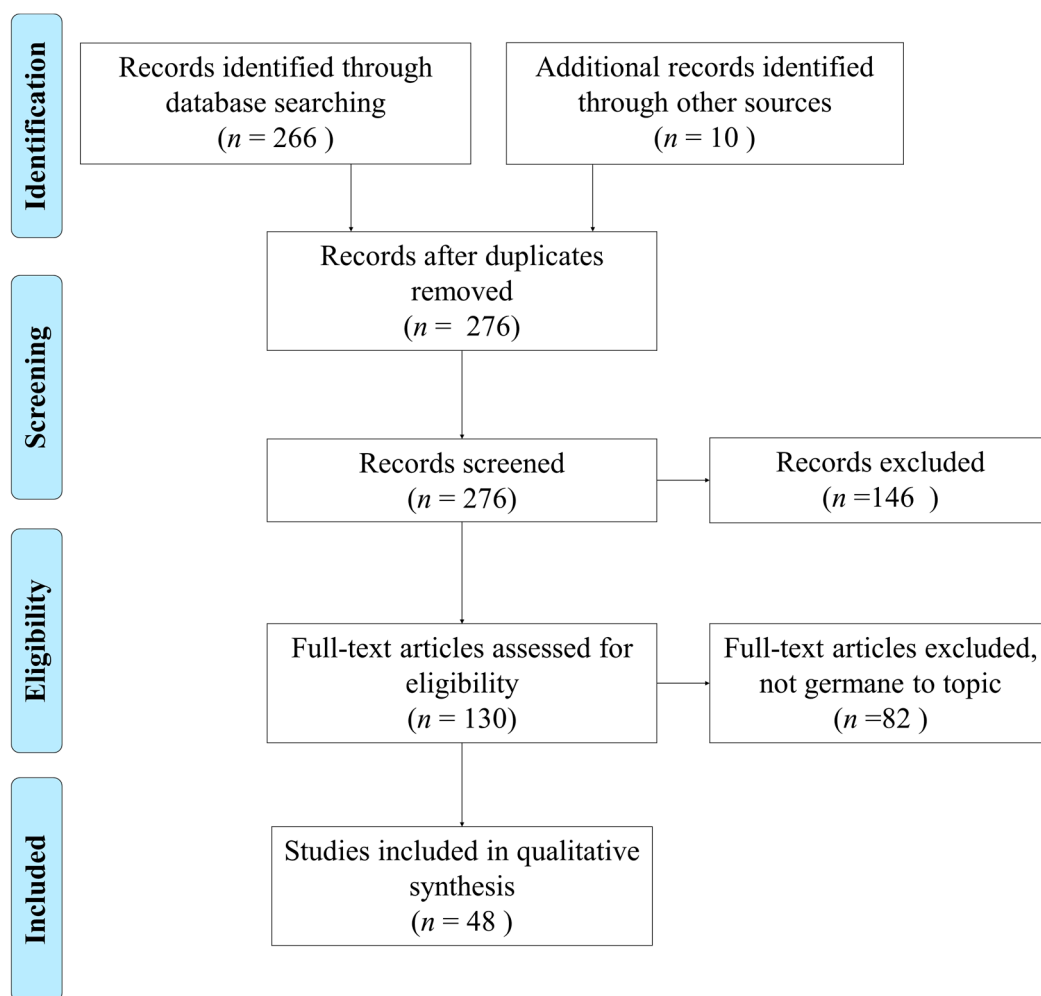 Identification
Records identified through
database searching
(n = 266 )
Additional records identified
through other sources
(n = 10 )
Records after duplicates
removed
(n = 276)
Screening
Records screened
(n = 276)
Records excluded
(n =146 )
Eligibility
Full-text articles assessed for
eligibility
(n = 130)
Full-text articles excluded,
not germane to topic
(n =82 )
Included
Studies included in qualitative
synthesis
(n = 48 )